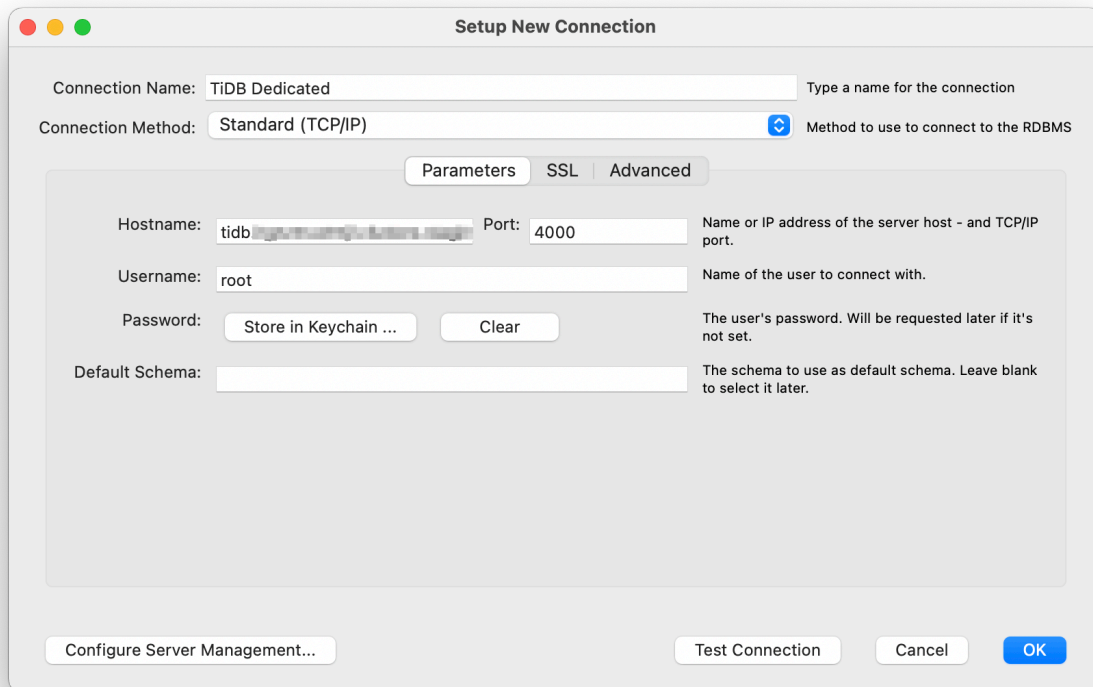 Setup New Connection
Connection Name: TiDB Dedicated Type a name for the connection
Connection Method: Standard (TCP/IP) Method to use to connect to the RDBMS
Parameters SSL Advanced
Hostname: tidb Port: 4000 Name or IP address of the server host - and TCP/IP
port.
Username: root Name of the user to connect with.
Password: Store in Keychain ... Clear The user's password. Will be requested later if it's
not set.
Default Schema: The schema to use as default schema. Leave blank
to select it later.
Configure Server Management... Test Connection Cancel OK